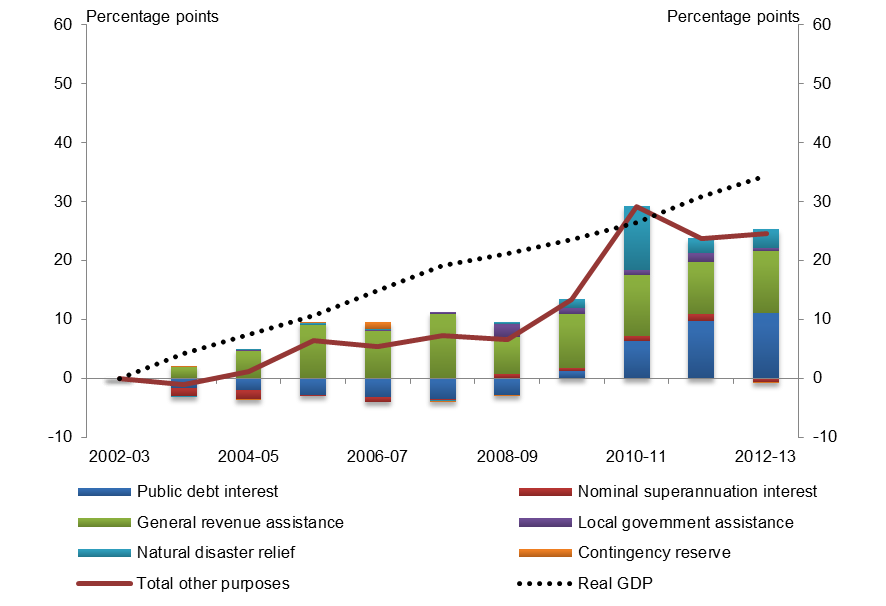 Percentage points Percentage points
60 60
50 50
40 40
30 30
20 20
10 10
0 0
-10 -10
2002-03 2004-05 2006-07 2008-09 2010-11 2012-13
Public debt interest Nominal superannuation interest
General revenue assistance Local government assistance
Natural disaster relief Contingency reserve
Total other purposes Real GDP